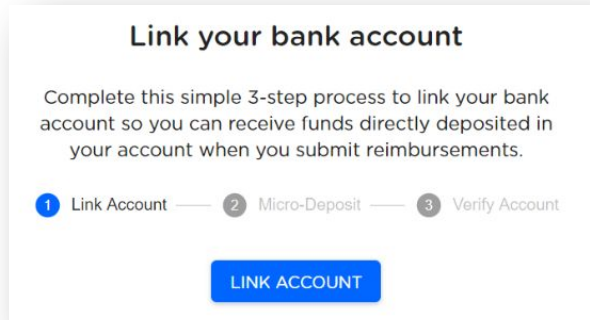 Link your bank account
Complete this simple 3-step process to link your bank
account so you can receive funds directly deposited in
your account when you submit reimbursements.
1 Link Account 2 Micro-Deposit 3 Verify Account
LINK ACCOUNT